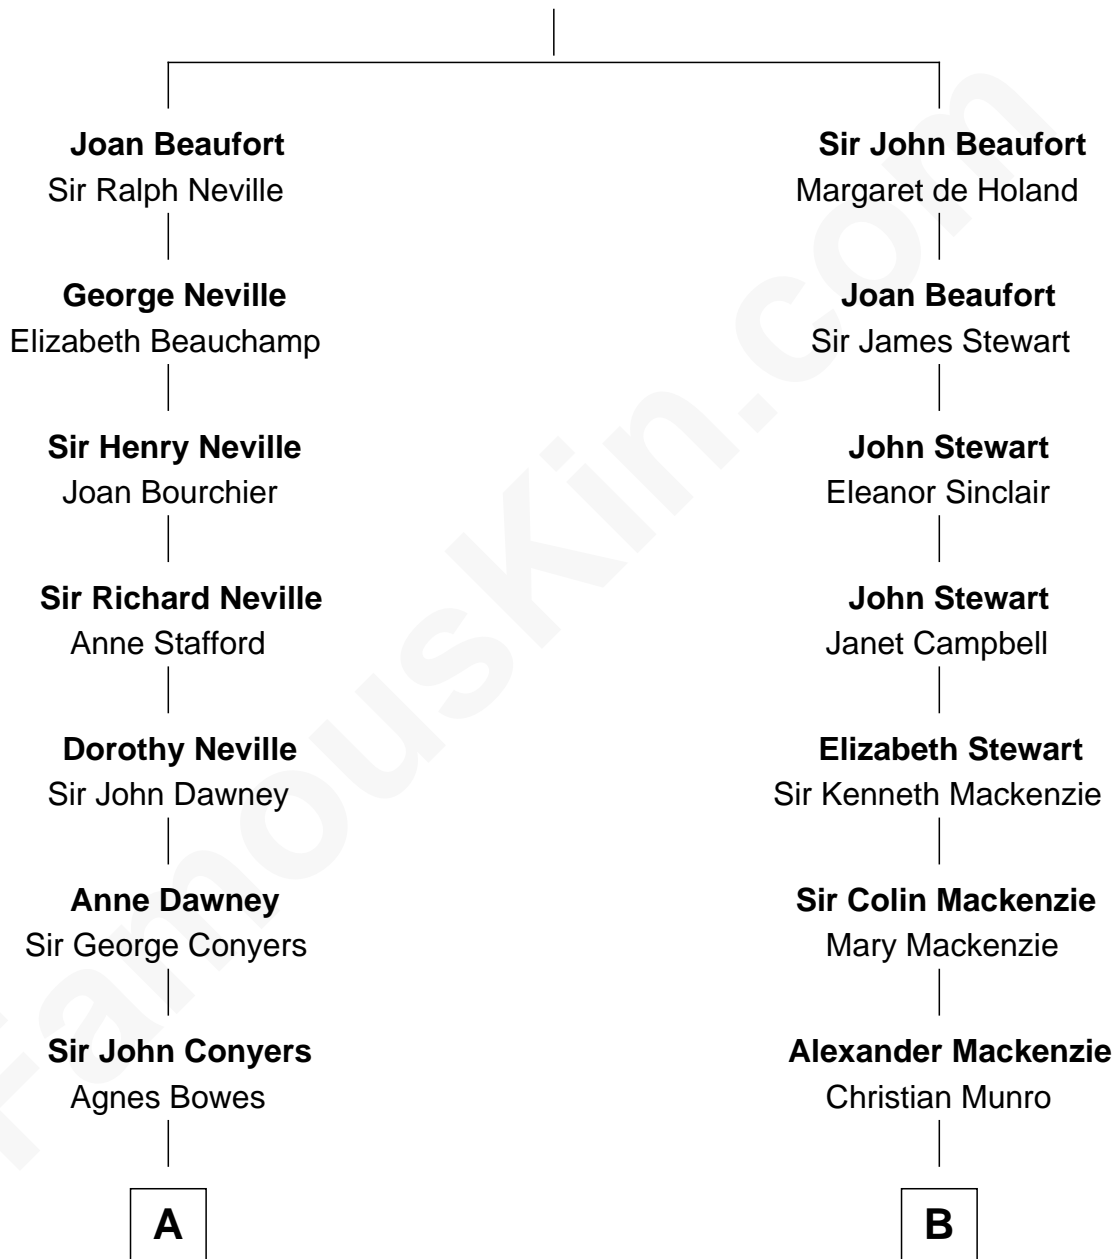 Joan Beaufort
Sir Ralph Neville
George Neville
Elizabeth Beauchamp
Sir Henry Neville
Joan Bourchier
Sir Richard Neville
Anne Stafford
Dorothy Neville
Sir John Dawney
Anne Dawney
Sir George Conyers
Sir John Conyers
Agnes Bowes
A
Sir John Beaufort
Margaret de Holand
Joan Beaufort
Sir James Stewart
John Stewart
Eleanor Sinclair
John Stewart
Janet Campbell
Elizabeth Stewart
Sir Kenneth Mackenzie
Sir Colin Mackenzie
Mary Mackenzie
Alexander Mackenzie
Christian Munro
B
FamousKin.com